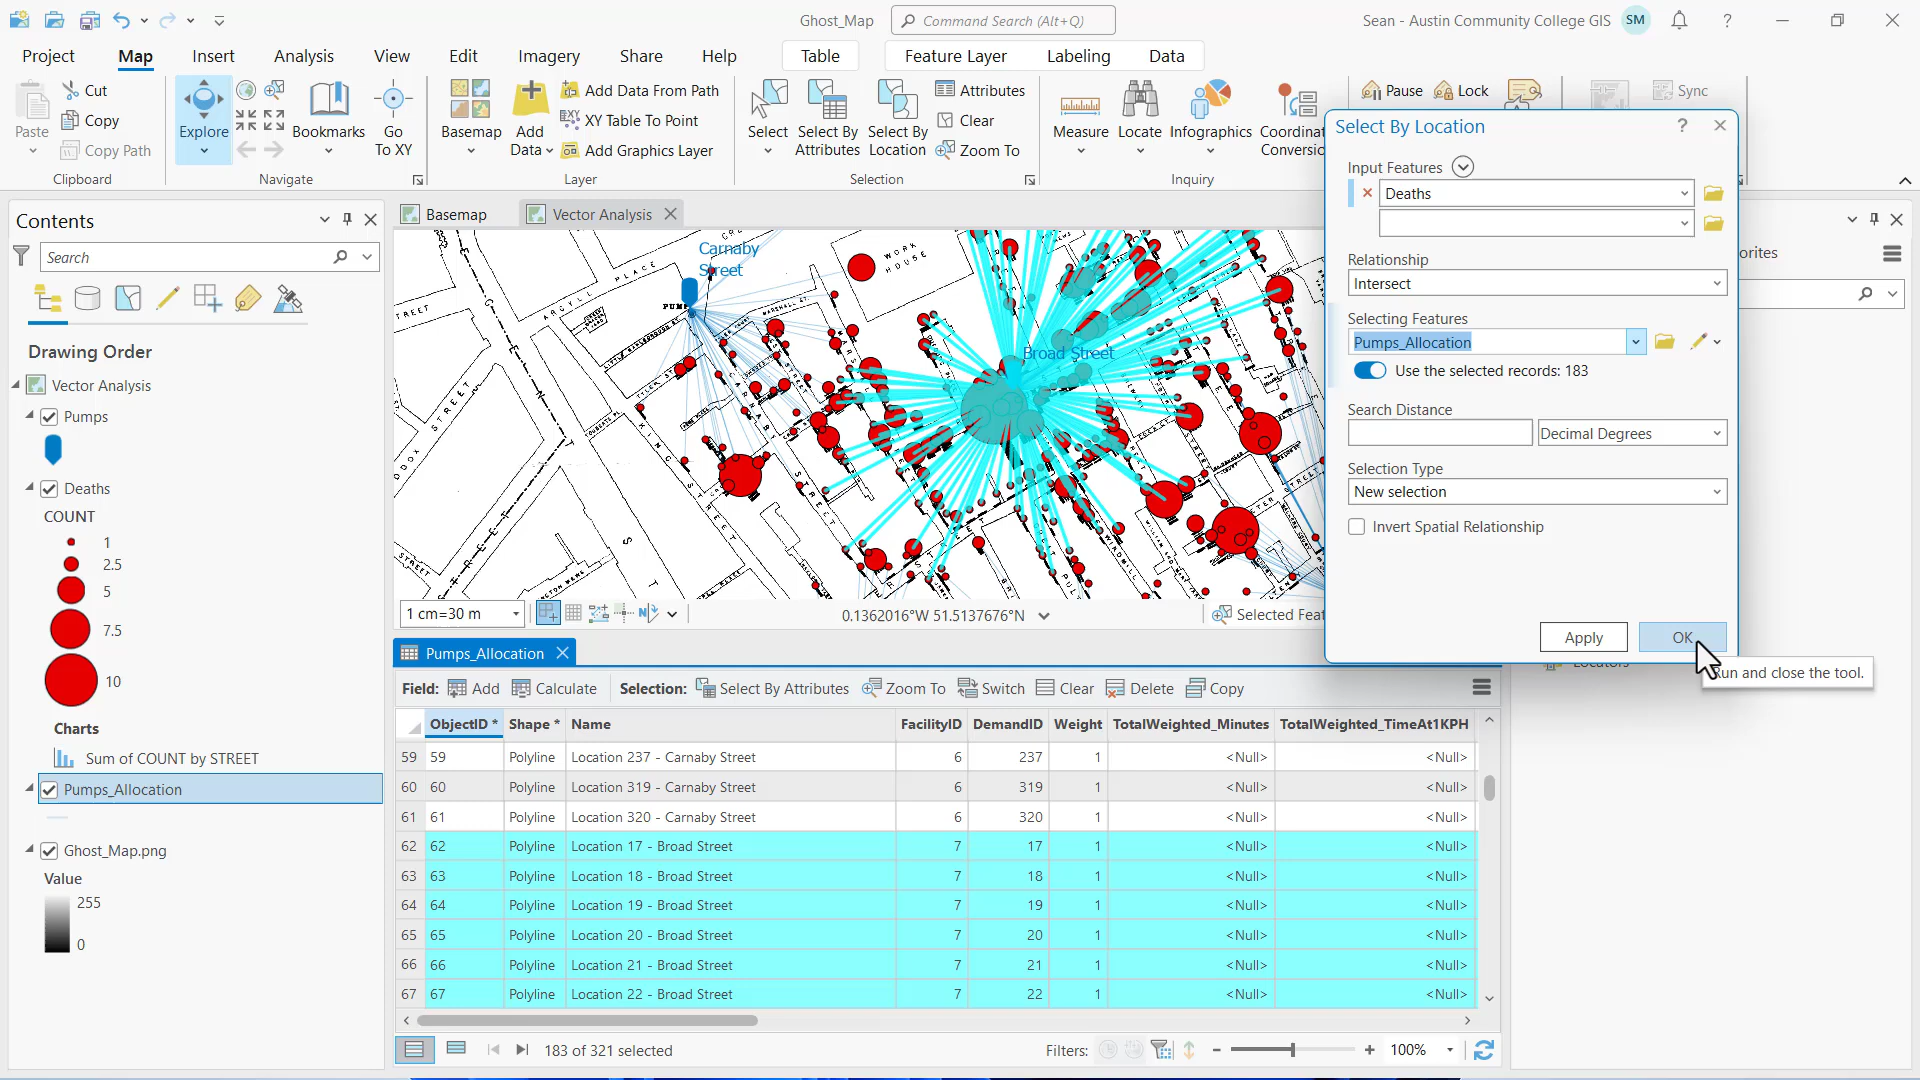 Ghost_Map
Command Search (Alt+Q)
Sean - Austin Community College GIS
SM
?
Project
Map
Insert
Analysis
View
Edit
Imagery
Share
Help
Table
Feature Layer
Labeling
Data
Paste
Cut
Copy
Copy Path
Clipboard
Explore
Bookmarks
Go To XY
Navigate
Basemap
Add Data
Add Data From Path
XY Table To Point
Add Graphics Layer
Layer
Select
Select By Attributes
Select By Location
Attributes
Clear
Zoom To
Selection
Measure
Locate
Infographics
Coordinat
Conversic
Inquiry
Pause
Lock
Sync
Contents
Search
Drawing Order
Vector Analysis
Pumps
Deaths
COUNT
1
2.5
5
7.5
10
Charts
Sum of COUNT by STREET
Pumps_Allocation
Ghost_Map.png
Value
255
0
Basemap
Vector Analysis
Carnaby
Street
PUMP
Broad Street
WORK
HOUSE
ARGYLL PLACE
1 cm=30 m
0.1362016°W 51.5137676°N
Selected Feat
Select By Location
?
Input Features
Deaths
Relationship
Intersect
Selecting Features
Pumps_Allocation
Use the selected records: 183
Search Distance
Decimal Degrees
Selection Type
New selection
Invert Spatial Relationship
Apply
OK
un and close the tool.
orites
Locators
Pumps_Allocation
Field: Add Calculate Selection: Select By Attributes Zoom To Switch Clear Delete Copy
ObjectID * Shape * Name FacilityID DemandID Weight TotalWeighted_Minutes TotalWeighted_TimeAt1KPH
59 59 Polyline Location 237 - Carnaby Street 6 237 1 <Null> <Null>
60 60 Polyline Location 319 - Carnaby Street 6 319 1 <Null> <Null>
61 61 Polyline Location 320 - Carnaby Street 6 320 1 <Null> <Null>
62 62 Polyline Location 17 - Broad Street 7 17 1 <Null> <Null>
63 63 Polyline Location 18 - Broad Street 7 18 1 <Null> <Null>
64 64 Polyline Location 19 - Broad Street 7 19 1 <Null> <Null>
65 65 Polyline Location 20 - Broad Street 7 20 1 <Null> <Null>
66 66 Polyline Location 21 - Broad Street 7 21 1 <Null> <Null>
67 67 Polyline Location 22 - Broad Street 7 22 1 <Null> <Null>
183 of 321 selected
Filters:
100%